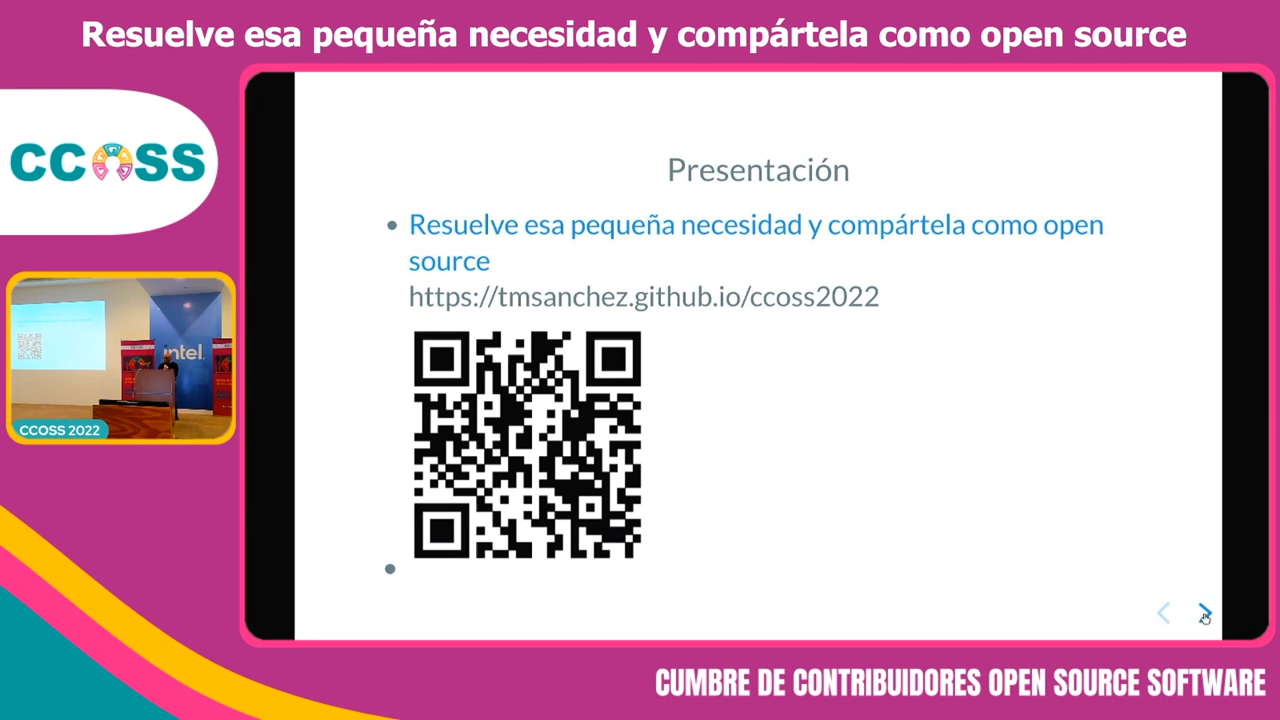 Resuelve esa pequeña necesidad y compártela como open source
CCOSS
Presentación
Resuelve esa pequeña necesidad y compártela como open
source
https://tmsanchez.github.io/ccoss2022
intel.
CCOSS 2022
CUMBRE DE CONTRIBUIDORES OPEN SOURCE SOFTWARE